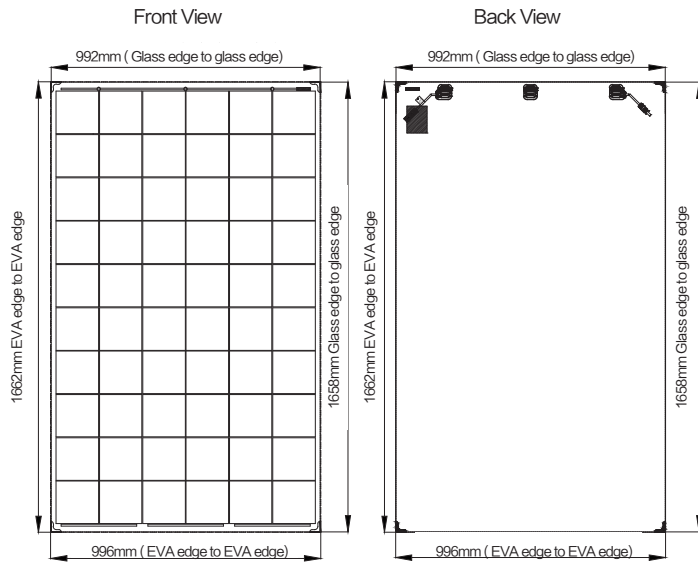 Front View
Back View
992mm ( Glass edge to glass edge)
992mm ( Glass edge to glass edge)
1662mm EVA edge to EVA edge
1658mm Glass edge to glass edge
1662mm EVA edge to EVA edge
1658mm Glass edge to glass edge
996mm ( EVA edge to EVA edge)
996mm ( EVA edge to EVA edge)